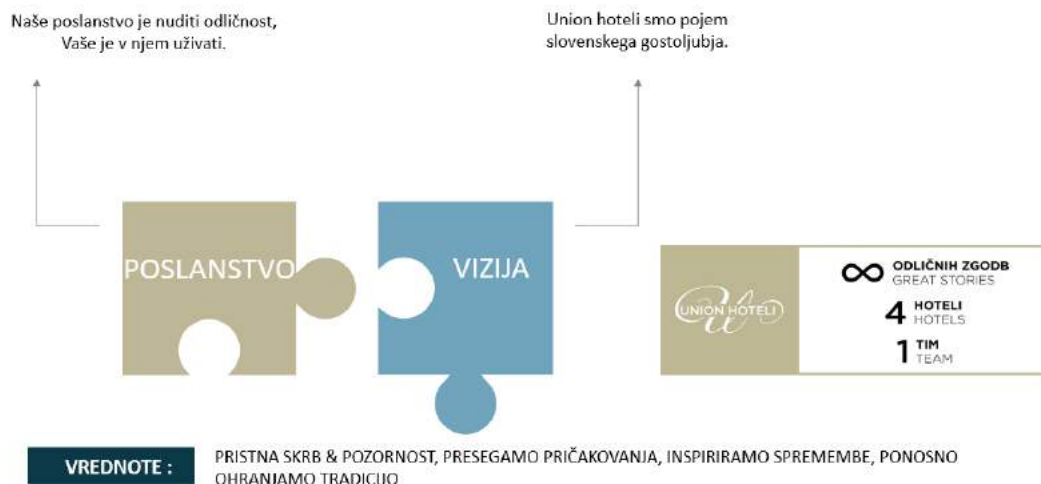 Naše poslanstvo je nuditi odličnost,
Vaše je v njem uživati.
Union hoteli smo pojem
slovenskega gostoljubja.
POSLANSTVO
VIZIJA
UNION HOTELI
∞ ODLIČNIH ZGODB
GREAT STORIES
4 HOTELI
HOTELS
1 TIM
TEAM
VREDNOTE :
PRISTNA SKRB & POZORNOST, PRESEGAMO PRIČAKOVANJA, INSPIRIRAMO SPREMEMBE, PONOSNO
OHRANJAMO TRADICIJO